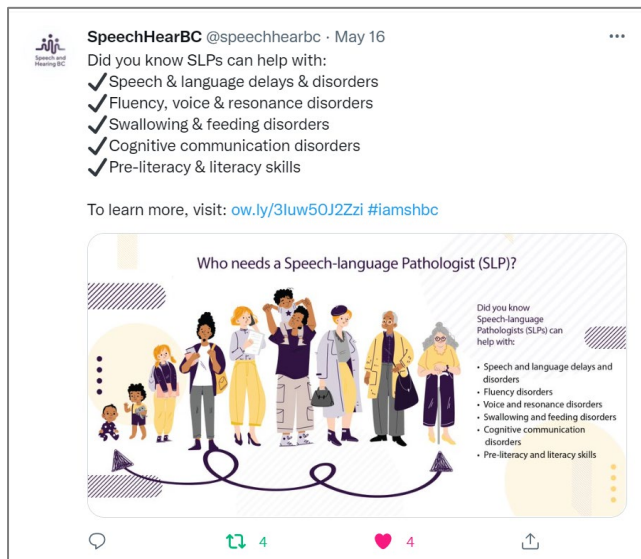 SpeechHearBC @speechhearbc · May 16
Speech and
Hearing BC
Did you know SLPs can help with:
✔Speech & language delays & disorders
✔Fluency, voice & resonance disorders
✔Swallowing & feeding disorders
✔Cognitive communication disorders
✔Pre-literacy & literacy skills
To learn more, visit: ow.ly/3Iuw50J2Zzi #iamshbc
Who needs a Speech-language Pathologist (SLP)?
Did you know
Speech-language
Pathologists (SLPs) can
help with:
• Speech and language delays and
disorders
• Fluency disorders
• Voice and resonance disorders
• Swallowing and feeding disorders
• Cognitive communication
disorders
• Pre-literacy and literacy skills
4 4